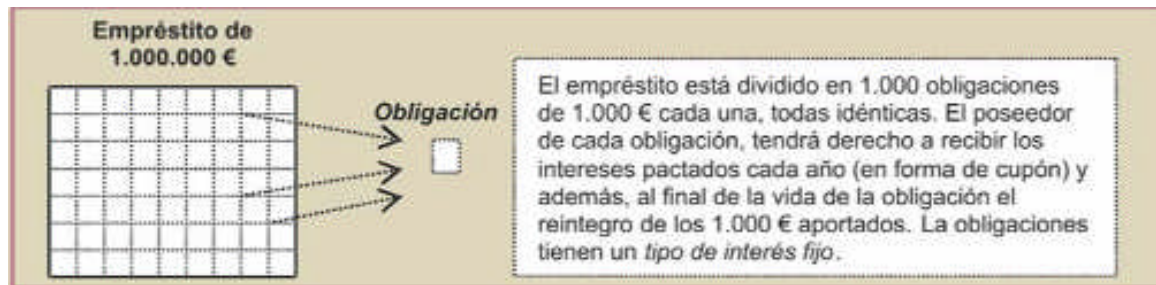 Empréstito de
1.000.000 €
Obligación
El empréstito está dividido en 1.000 obligaciones
de 1.000 € cada una, todas idénticas. El poseedor
de cada obligación, tendrá derecho a recibir los
intereses pactados cada año (en forma de cupón) y
además, al final de la vida de la obligación el
reintegro de los 1.000 € aportados. La obligaciones
tienen un tipo de interés fijo.